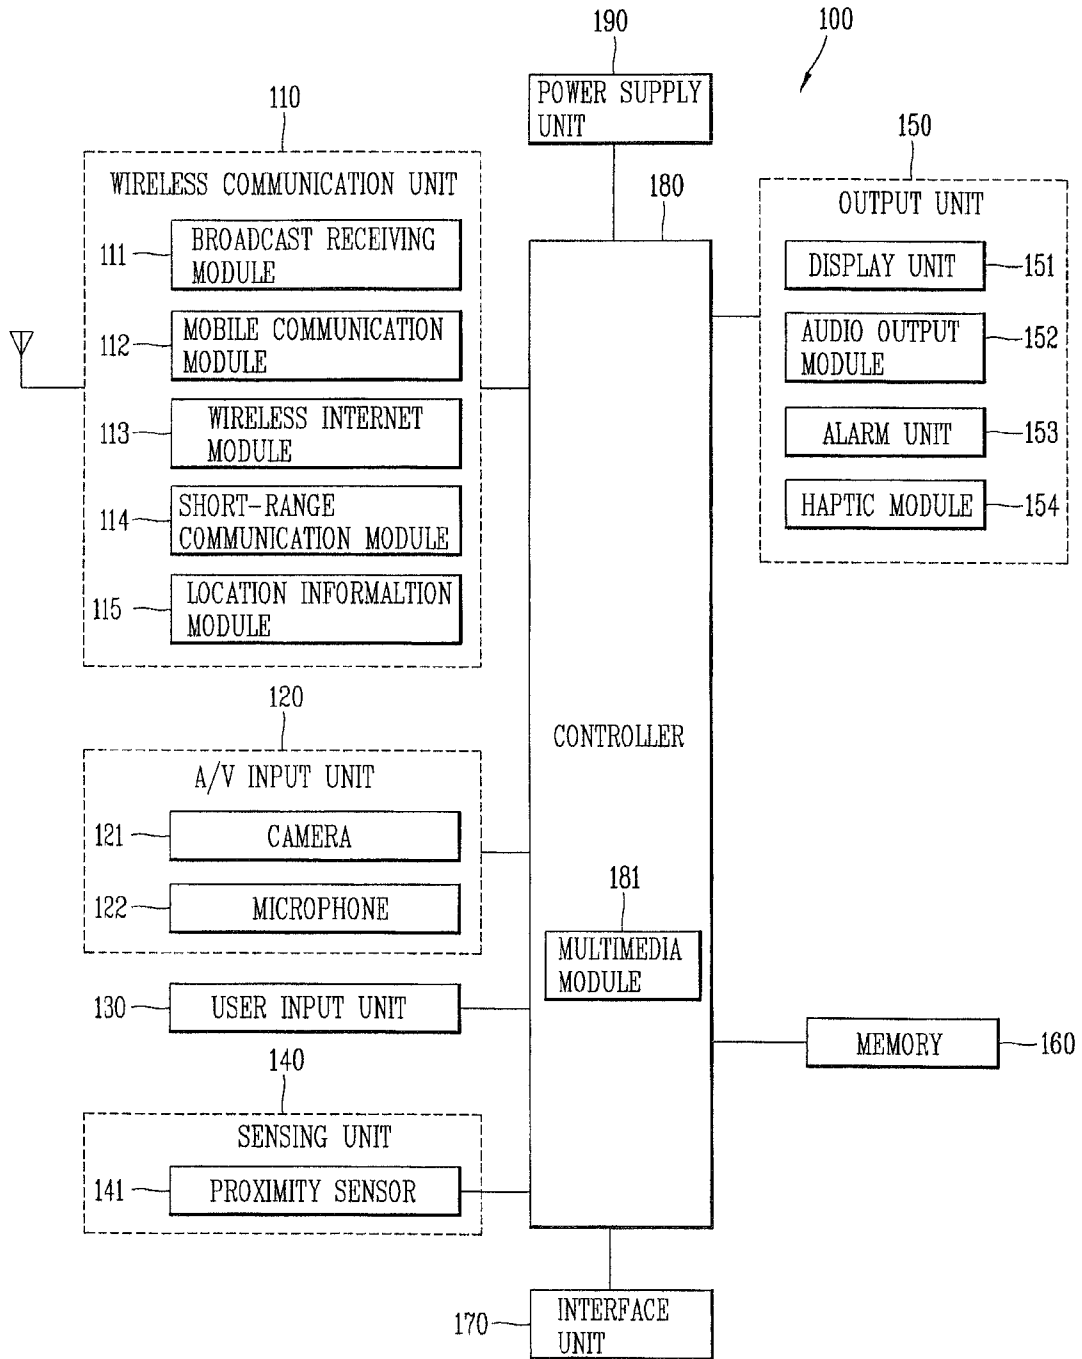 190
100
POWER SUPPLY
UNIT
110
WIRELESS COMMUNICATION UNIT
111
BROADCAST RECEIVING
MODULE
112
MOBILE COMMUNICATION
MODULE
113
WIRELESS INTERNET
MODULE
114
SHORT-RANGE
COMMUNICATION MODULE
115
LOCATION INFORMALTION
MODULE
120
A/V INPUT UNIT
121
CAMERA
122
MICROPHONE
130
USER INPUT UNIT
140
SENSING UNIT
141
PROXIMITY SENSOR
180
CONTROLLER
181
MULTIMEDIA
MODULE
150
OUTPUT UNIT
DISPLAY UNIT
151
AUDIO OUTPUT
MODULE
152
ALARM UNIT
153
HAPTIC MODULE
154
MEMORY
160
170
INTERFACE
UNIT